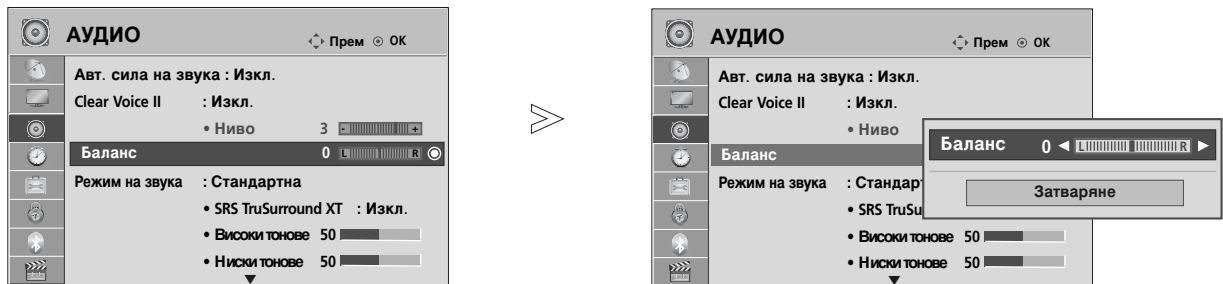 АУДИО
Прем ОК
Авт. сила на звука : Изкл.
Clear Voice II : Изкл.
• Ниво 3 - +
Баланс 0 L R
Режим на звука : Стандартна
• SRS TruSurround XT : Изкл.
• Високи тонове 50
• Ниски тонове 50
АУДИО
Прем ОК
Авт. сила на звука : Изкл.
Clear Voice II : Изкл.
• Ниво
Баланс
Режим на звука : Стандарт
• SRS TruSu
• Високи тонове 50
• Ниски тонове 50
Баланс 0 L R
Затваряне